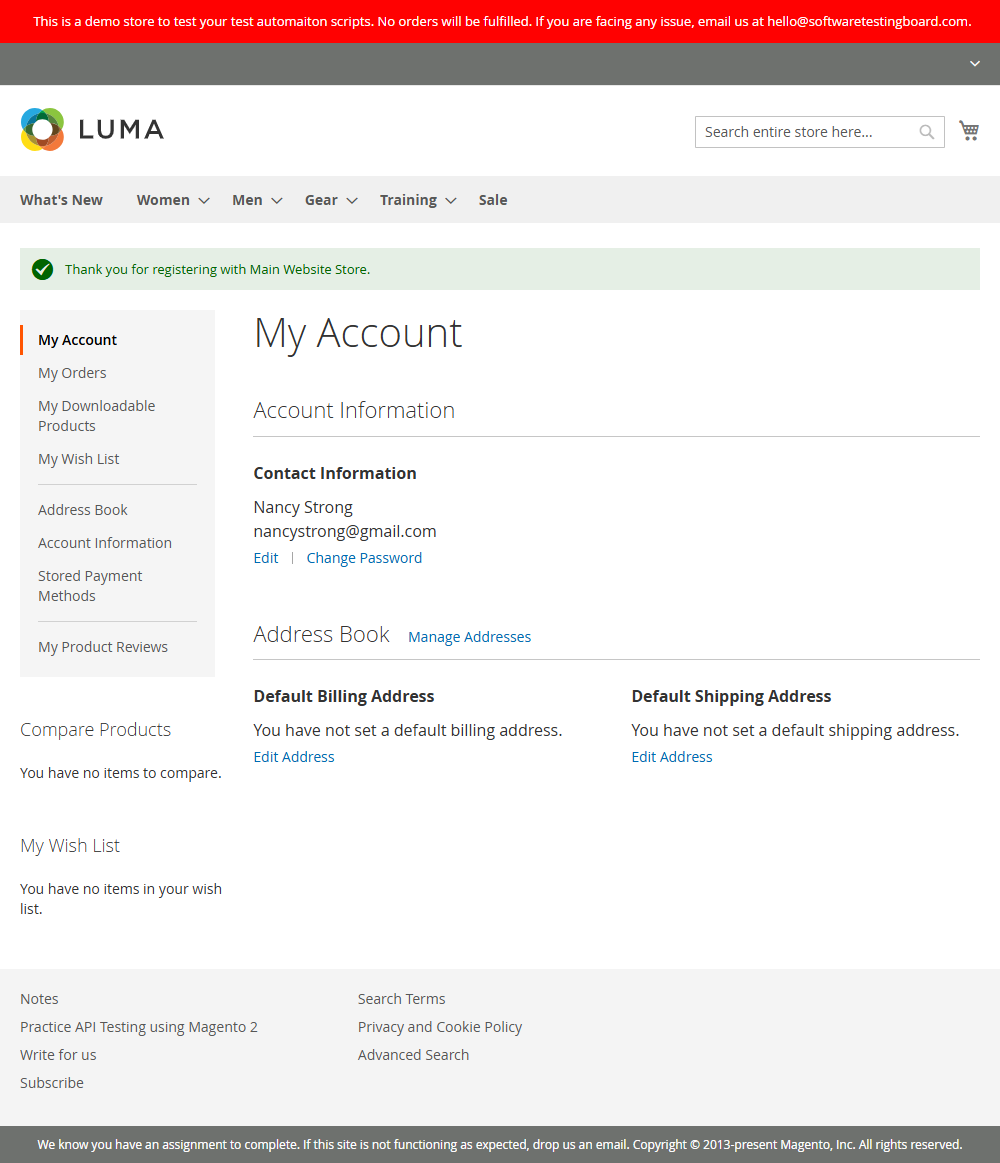 This is a demo store to test your test automaiton scripts. No orders will be fulfilled. If you are facing any issue, email us at hello@softwaretestingboard.com.
LUMA
Search entire store here...
What's New Women Men Gear Training Sale
Thank you for registering with Main Website Store.
My Account
My Orders
My Downloadable
Products
My Wish List
Address Book
Account Information
Stored Payment
Methods
My Product Reviews
Compare Products
You have no items to compare.
My Wish List
You have no items in your wish
list.
My Account
Account Information
Contact Information
Nancy Strong
nancystrong@gmail.com
Edit | Change Password
Address Book Manage Addresses
Default Billing Address
You have not set a default billing address.
Edit Address
Default Shipping Address
You have not set a default shipping address.
Edit Address
Notes
Practice API Testing using Magento 2
Write for us
Subscribe
Search Terms
Privacy and Cookie Policy
Advanced Search
We know you have an assignment to complete. If this site is not functioning as expected, drop us an email. Copyright © 2013-present Magento, Inc. All rights reserved.